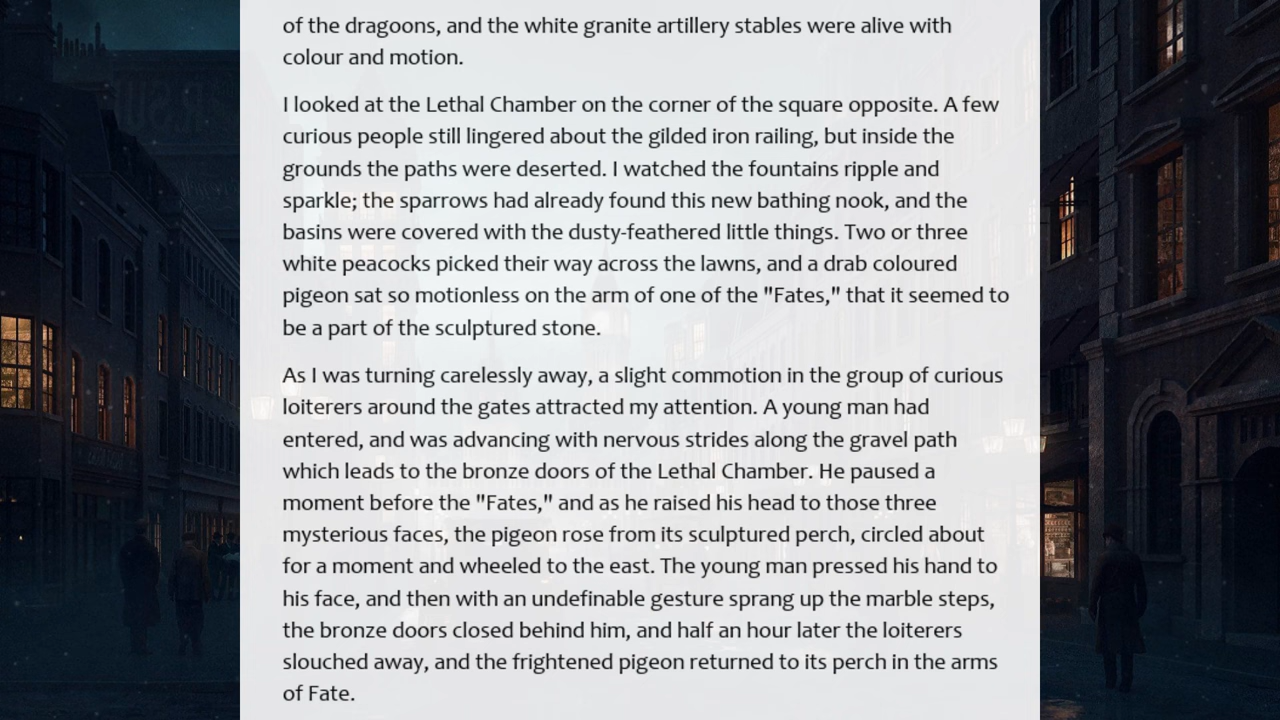 of the dragoons, and the white granite artillery stables were alive with
colour and motion.
I looked at the Lethal Chamber on the corner of the square opposite. A few
curious people still lingered about the gilded iron railing, but inside the
grounds the paths were deserted. I watched the fountains ripple and
sparkle; the sparrows had already found this new bathing nook, and the
basins were covered with the dusty-feathered little things. Two or three
white peacocks picked their way across the lawns, and a drab coloured
pigeon sat so motionless on the arm of one of the "Fates," that it seemed to
be a part of the sculptured stone.
As I was turning carelessly away, a slight commotion in the group of curious
loiterers around the gates attracted my attention. A young man had
entered, and was advancing with nervous strides along the gravel path
which leads to the bronze doors of the Lethal Chamber. He paused a
moment before the "Fates," and as he raised his head to those three
mysterious faces, the pigeon rose from its sculptured perch, circled about
for a moment and wheeled to the east. The young man pressed his hand to
his face, and then with an undefinable gesture sprang up the marble steps,
the bronze doors closed behind him, and half an hour later the loiterers
slouched away, and the frightened pigeon returned to its perch in the arms
of Fate.